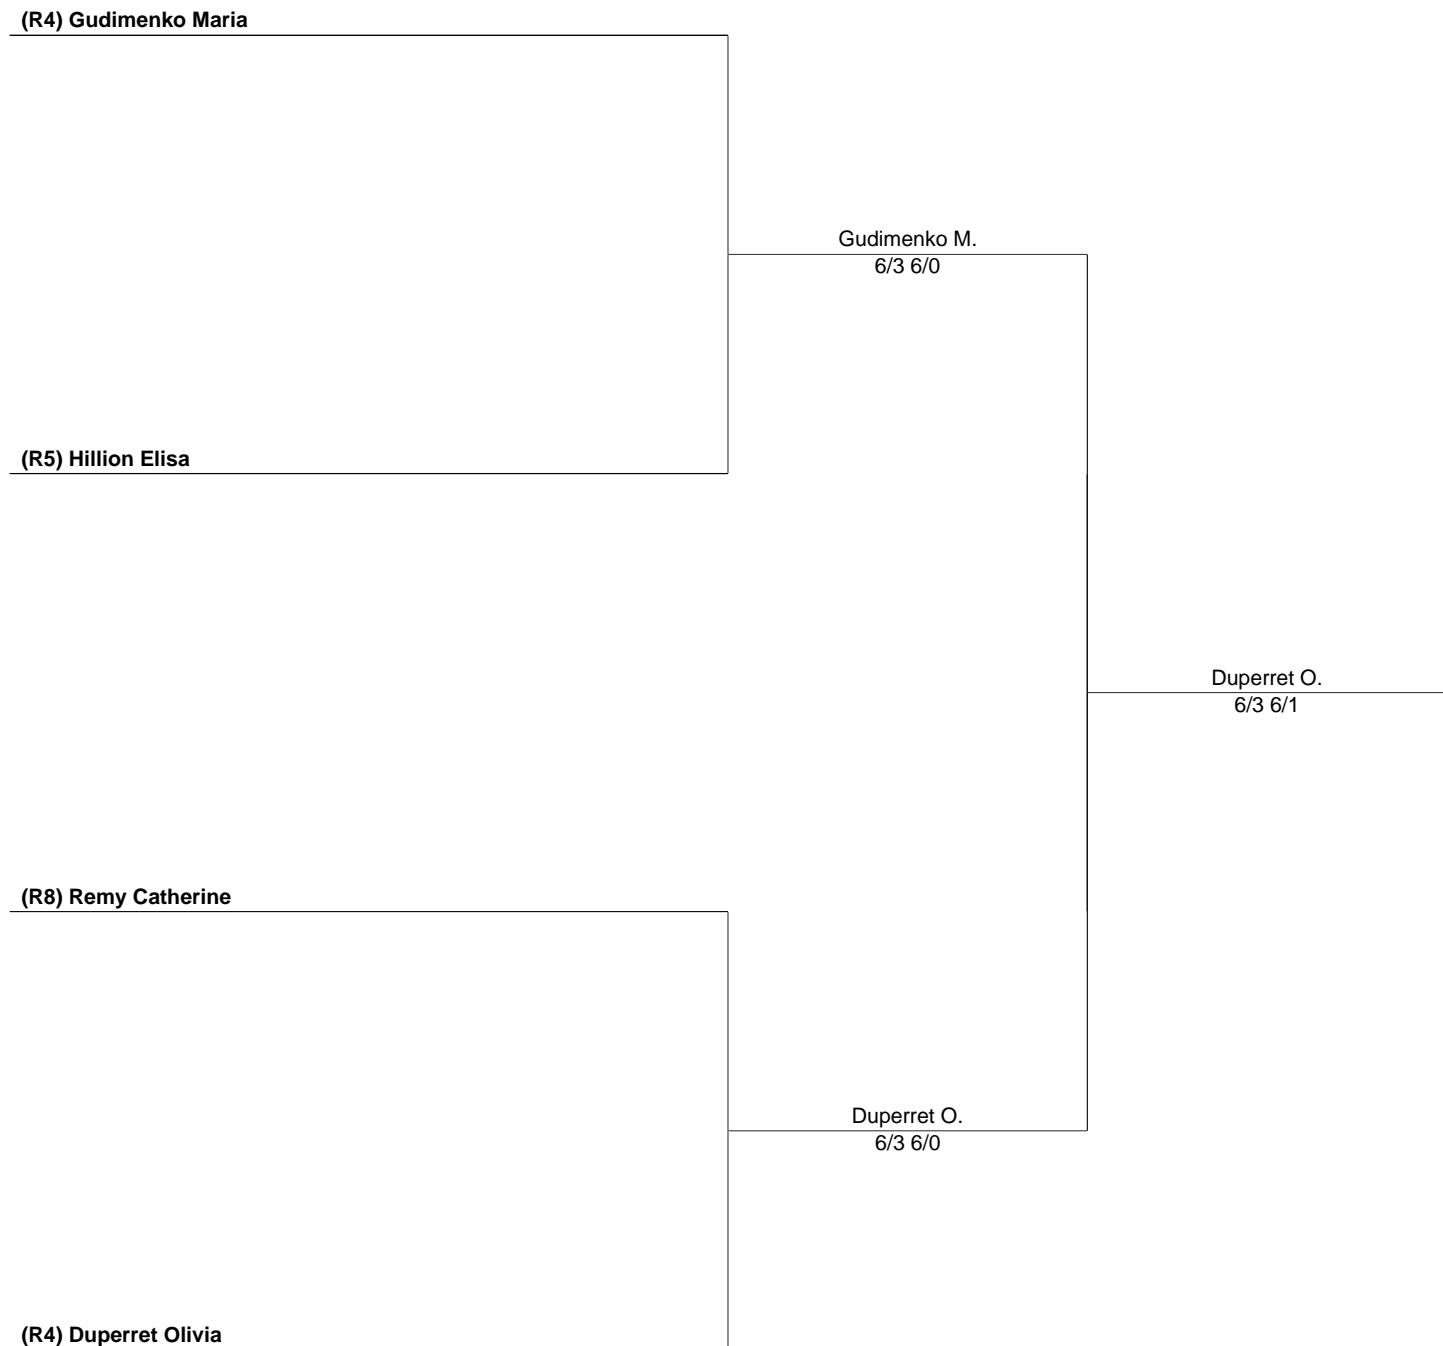 (R4) Gudimenko Maria
Gudimenko M.
6/3 6/0
(R5) Hillion Elisa
Duperret O.
6/3 6/1
(R8) Remy Catherine
Duperret O.
6/3 6/0
(R4) Duperret Olivia